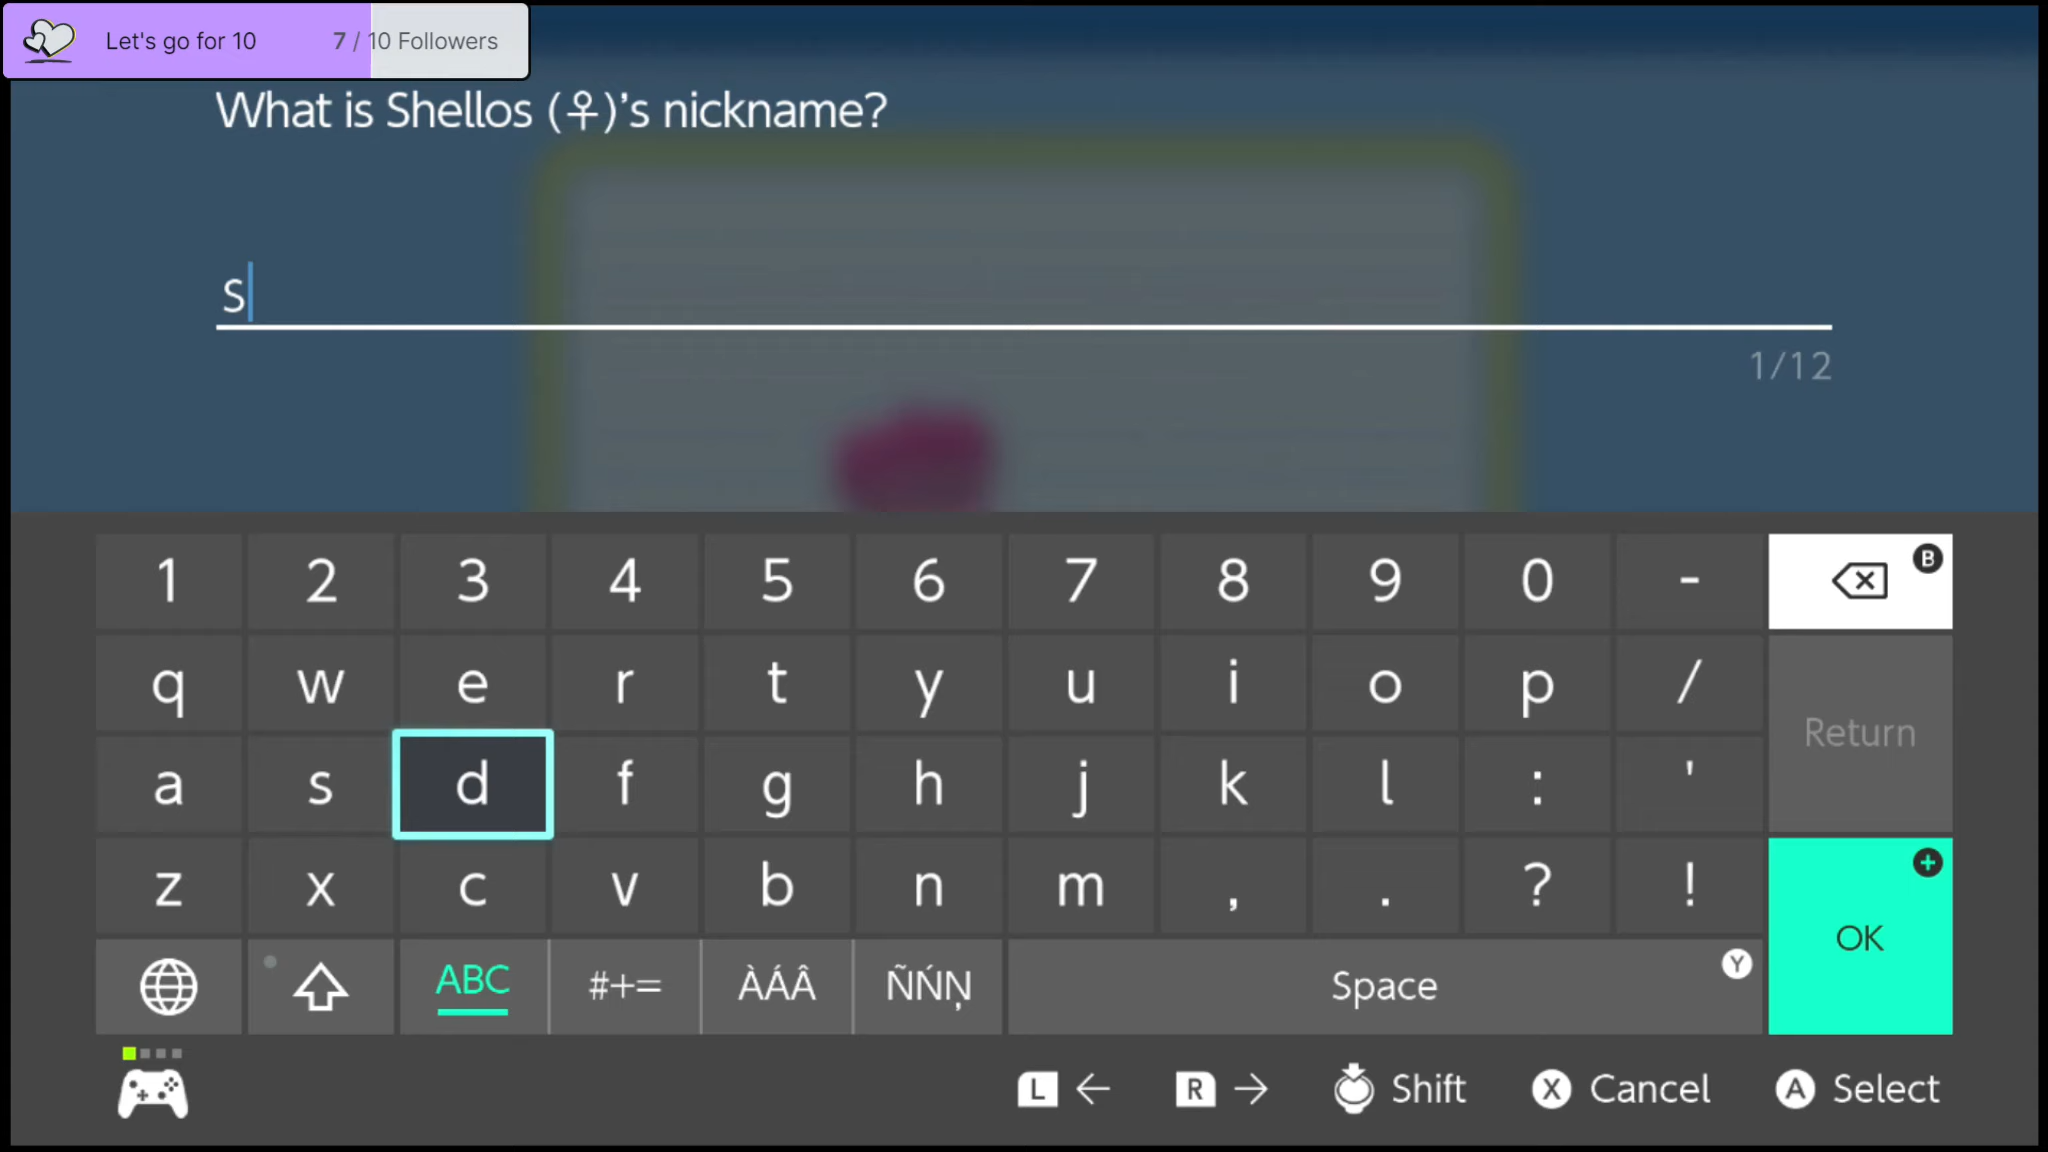 Let's go for 10 7 / 10 Followers
What is Shellos (♀)’s nickname?
S
1/12
1 2 3 4 5 6 7 8 9 0 - B
q w e r t y u i o p /
Return
a s d f g h j k l : '
z x c v b n m , . ? ! +
OK
ABC #+= ÀÁÂ ÑŃŅ Space Y
L ← R → Shift X Cancel A Select